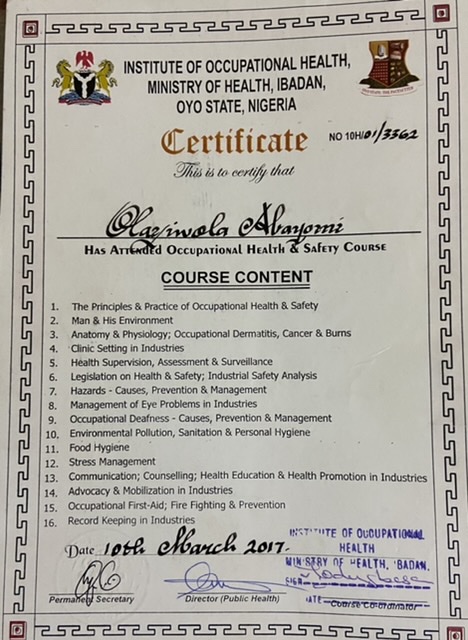 INSTITUTE OF OCCUPATIONAL HEALTH,
MINISTRY OF HEALTH, IBADAN,
OYO STATE, NIGERIA
Certificate
NO 10H/01/3362
This is to certify that
Olayiwola Abayomi
HAS ATTENDED OCCUPATIONAL HEALTH & SAFETY COURSE
COURSE CONTENT
1. The Principles & Practice of Occupational Health & Safety
2. Man & His Environment
3. Anatomy & Physiology; Occupational Dermatitis, Cancer & Burns
4. Clinic Setting in Industries
5. Health Supervision, Assessment & Surveillance
6. Legislation on Health & Safety; Industrial Safety Analysis
7. Hazards - Causes, Prevention & Management
8. Management of Eye Problems in Industries
9. Occupational Deafness - Causes, Prevention & Management
10. Environmental Pollution, Sanitation & Personal Hygiene
11. Food Hygiene
12. Stress Management
13. Communication; Counselling; Health Education & Health Promotion in Industries
14. Advocacy & Mobilization in Industries
15. Occupational First-Aid; Fire Fighting & Prevention
16. Record Keeping in Industries
Date 10th March 2017.
INSTITUTE OF OCCUPATIONAL
HEALTH
MINISTRY OF HEALTH, IBADAN.
SIGN
DATE
Permanent Secretary
Director (Public Health)
Course Co-ordinator